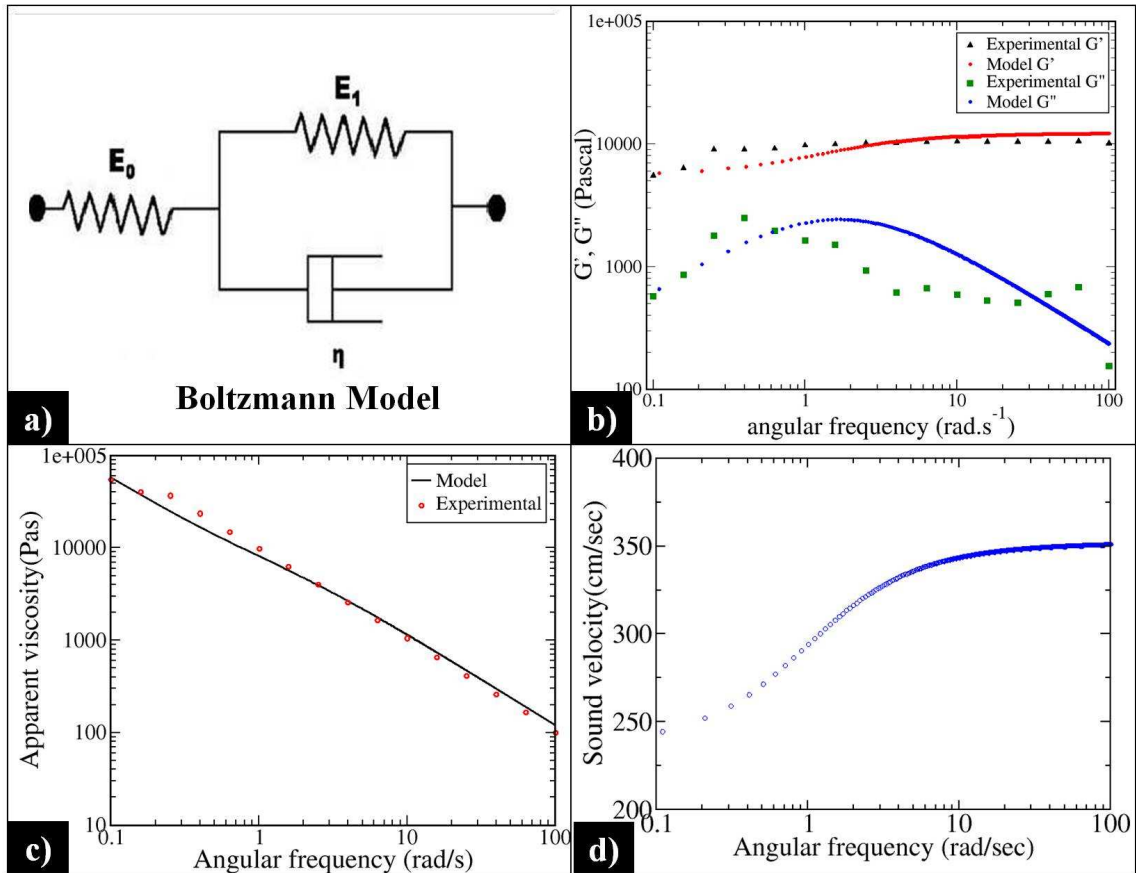 E₀
E₁
η
Boltzmann Model
a)
1e+005
10000
1000
100
G', G" (Pascal)
Experimental G'
Model G'
Experimental G"
Model G"
0.1 1 10 100
angular frequency (rad.s⁻¹)
b)
1e+005
10000
1000
100
10
Apparent viscosity(Pas)
Model
Experimental
0.1 1 10 100
Angular frequency (rad/s)
c)
400
350
300
250
200
Sound velocity(cm/sec)
0.1 1 10 100
Angular frequency (rad/sec)
d)